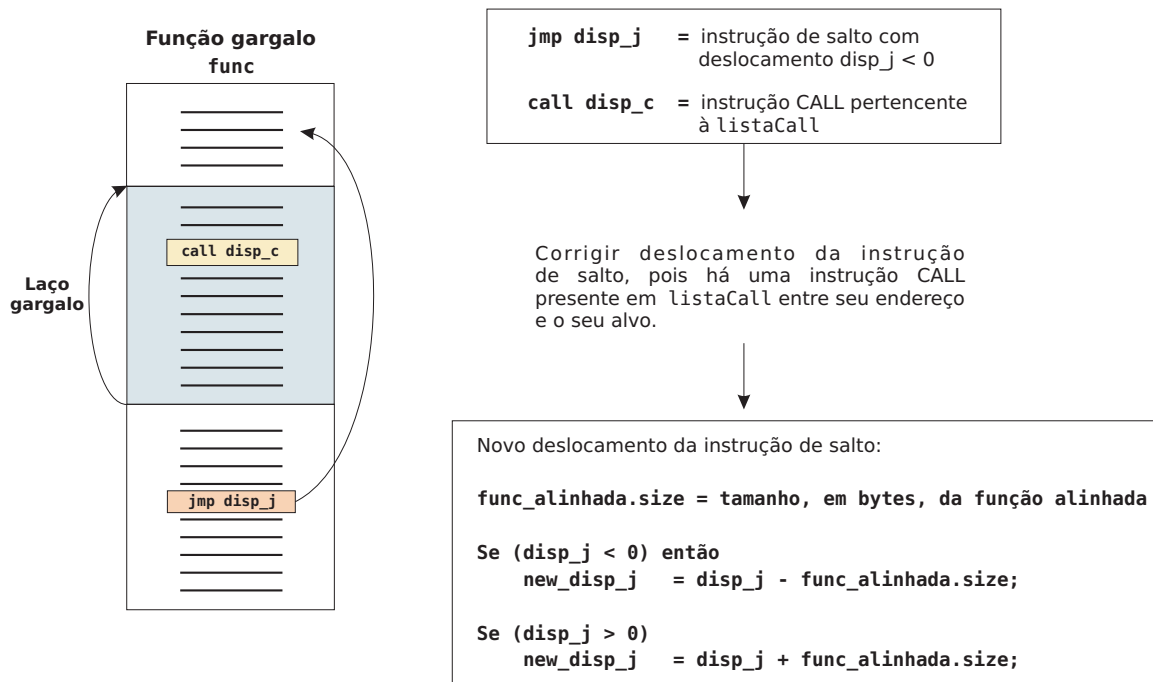 Função gargalo
func
call disp_c
Laço
gargalo
jmp disp_j
jmp disp_j = instrução de salto com
deslocamento disp_j < 0
call disp_c = instrução CALL pertencente
à listaCall
Corrigir deslocamento da instrução
de salto, pois há uma instrução CALL
presente em listaCall entre seu endereço
e o seu alvo.
Novo deslocamento da instrução de salto:
func_alinhada.size = tamanho, em bytes, da função alinhada
Se (disp_j < 0) então
new_disp_j = disp_j - func_alinhada.size;
Se (disp_j > 0)
new_disp_j = disp_j + func_alinhada.size;